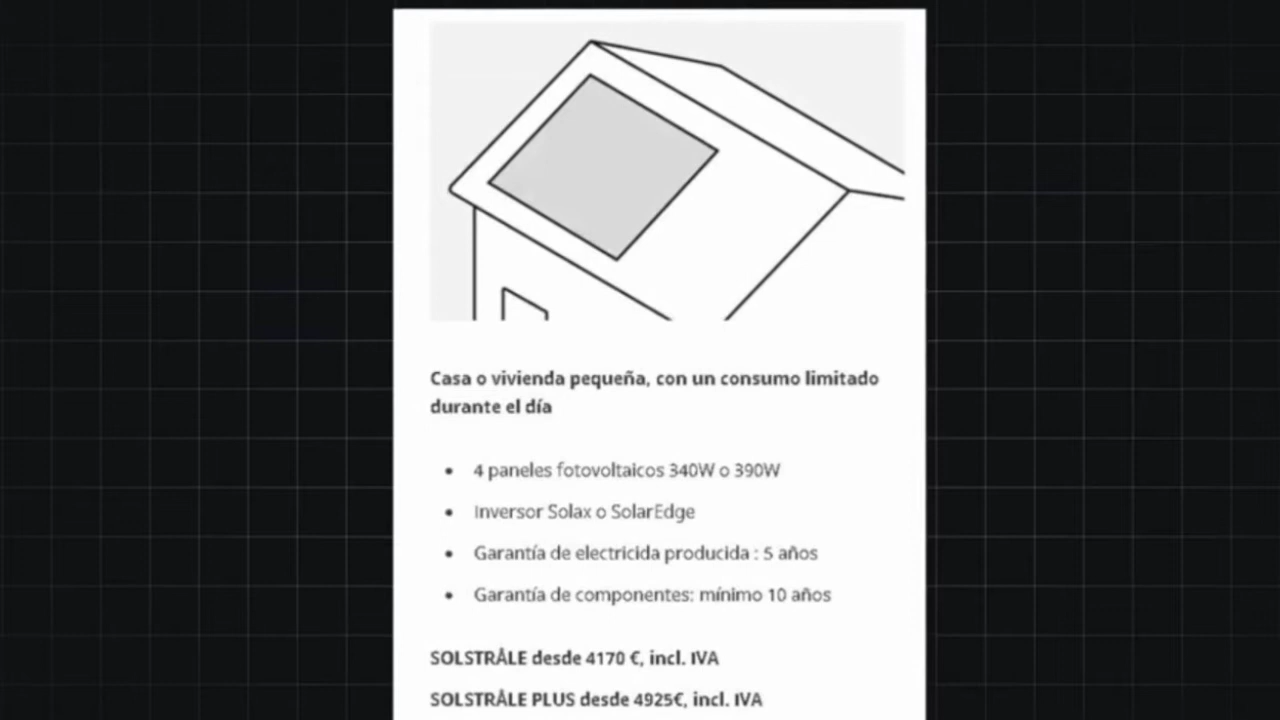 Casa o vivienda pequeña, con un consumo limitado
durante el día
• 4 paneles fotovoltaicos 340W o 390W
• Inversor Solax o SolarEdge
• Garantía de electricida producida : 5 años
• Garantía de componentes: mínimo 10 años
SOLSTRÅLE desde 4170 €, incl. IVA
SOLSTRÅLE PLUS desde 4925€, incl. IVA